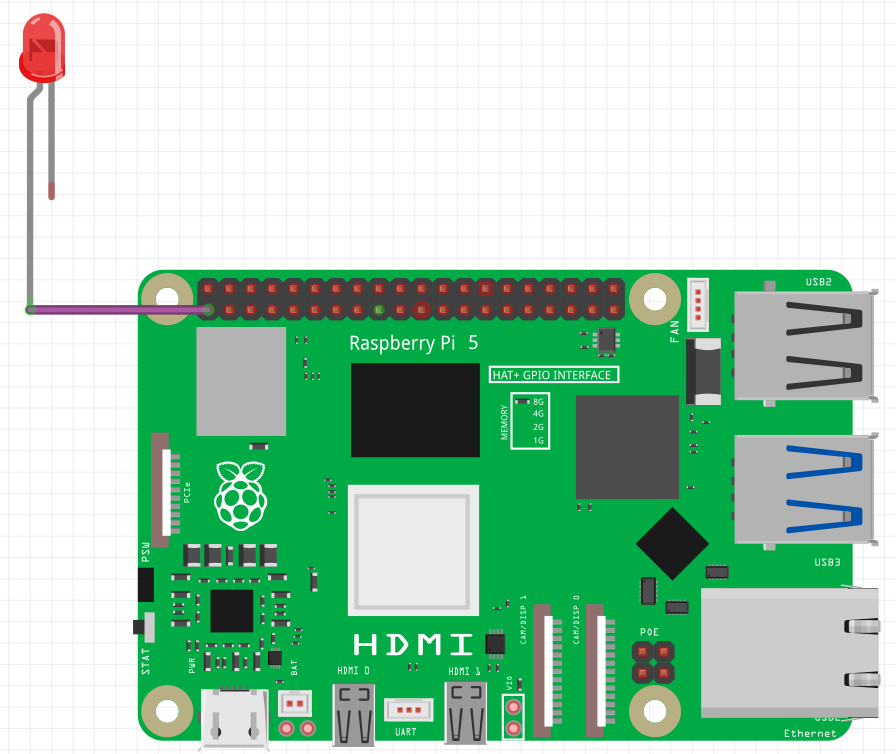 USB2
FAN
Raspberry Pi 5
HAT+ GPIO INTERFACE
MEMORY
8G
4G
2G
1G
PCIe
PSW
USB3
CAM/DISP 1
CAM/DISP 0
POE
HDMI
STAT
PWR
BAT
HDMI 0
HDMI 1
VIO
UART
Ethernet